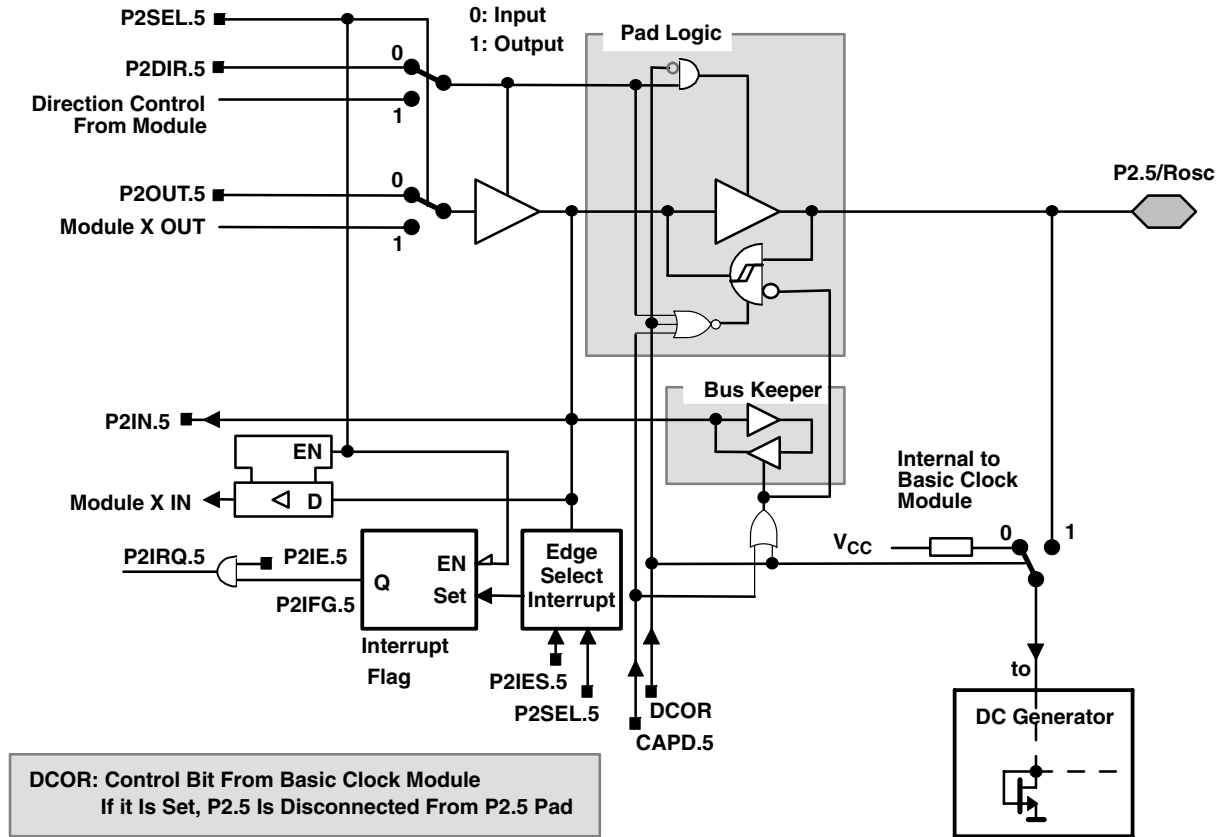 P2SEL.5
0: Input
1: Output
Pad Logic
P2DIR.5
0
Direction Control
From Module
1
P2.5/Rosc
P2OUT.5
0
Module X OUT
1
P2IN.5
Bus Keeper
EN
Module X IN
D
Internal to
Basic Clock
Module
VCC
0
1
P2IRQ.5
P2IE.5
P2IFG.5
Q
EN
Set
Edge
Select
Interrupt
Interrupt
Flag
P2IES.5
P2SEL.5
DCOR
CAPD.5
to
DC Generator
DCOR: Control Bit From Basic Clock Module
If it Is Set, P2.5 Is Disconnected From P2.5 Pad